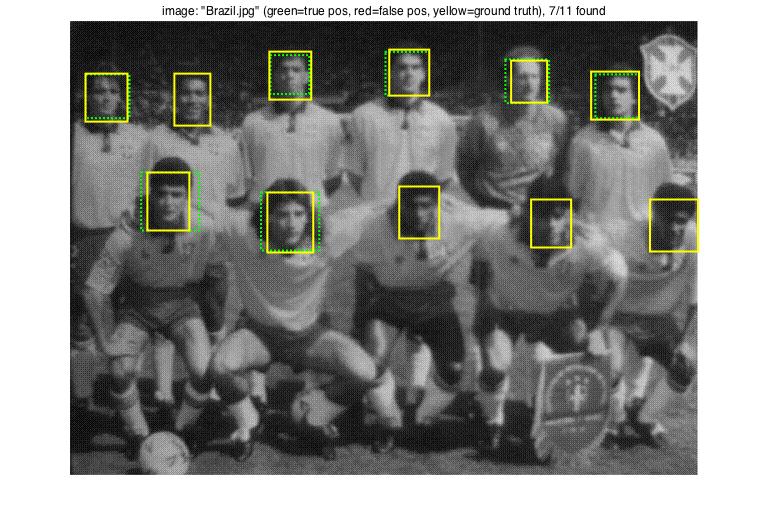 image: "Brazil.jpg" (green=true pos, red=false pos, yellow=ground truth), 7/11 found